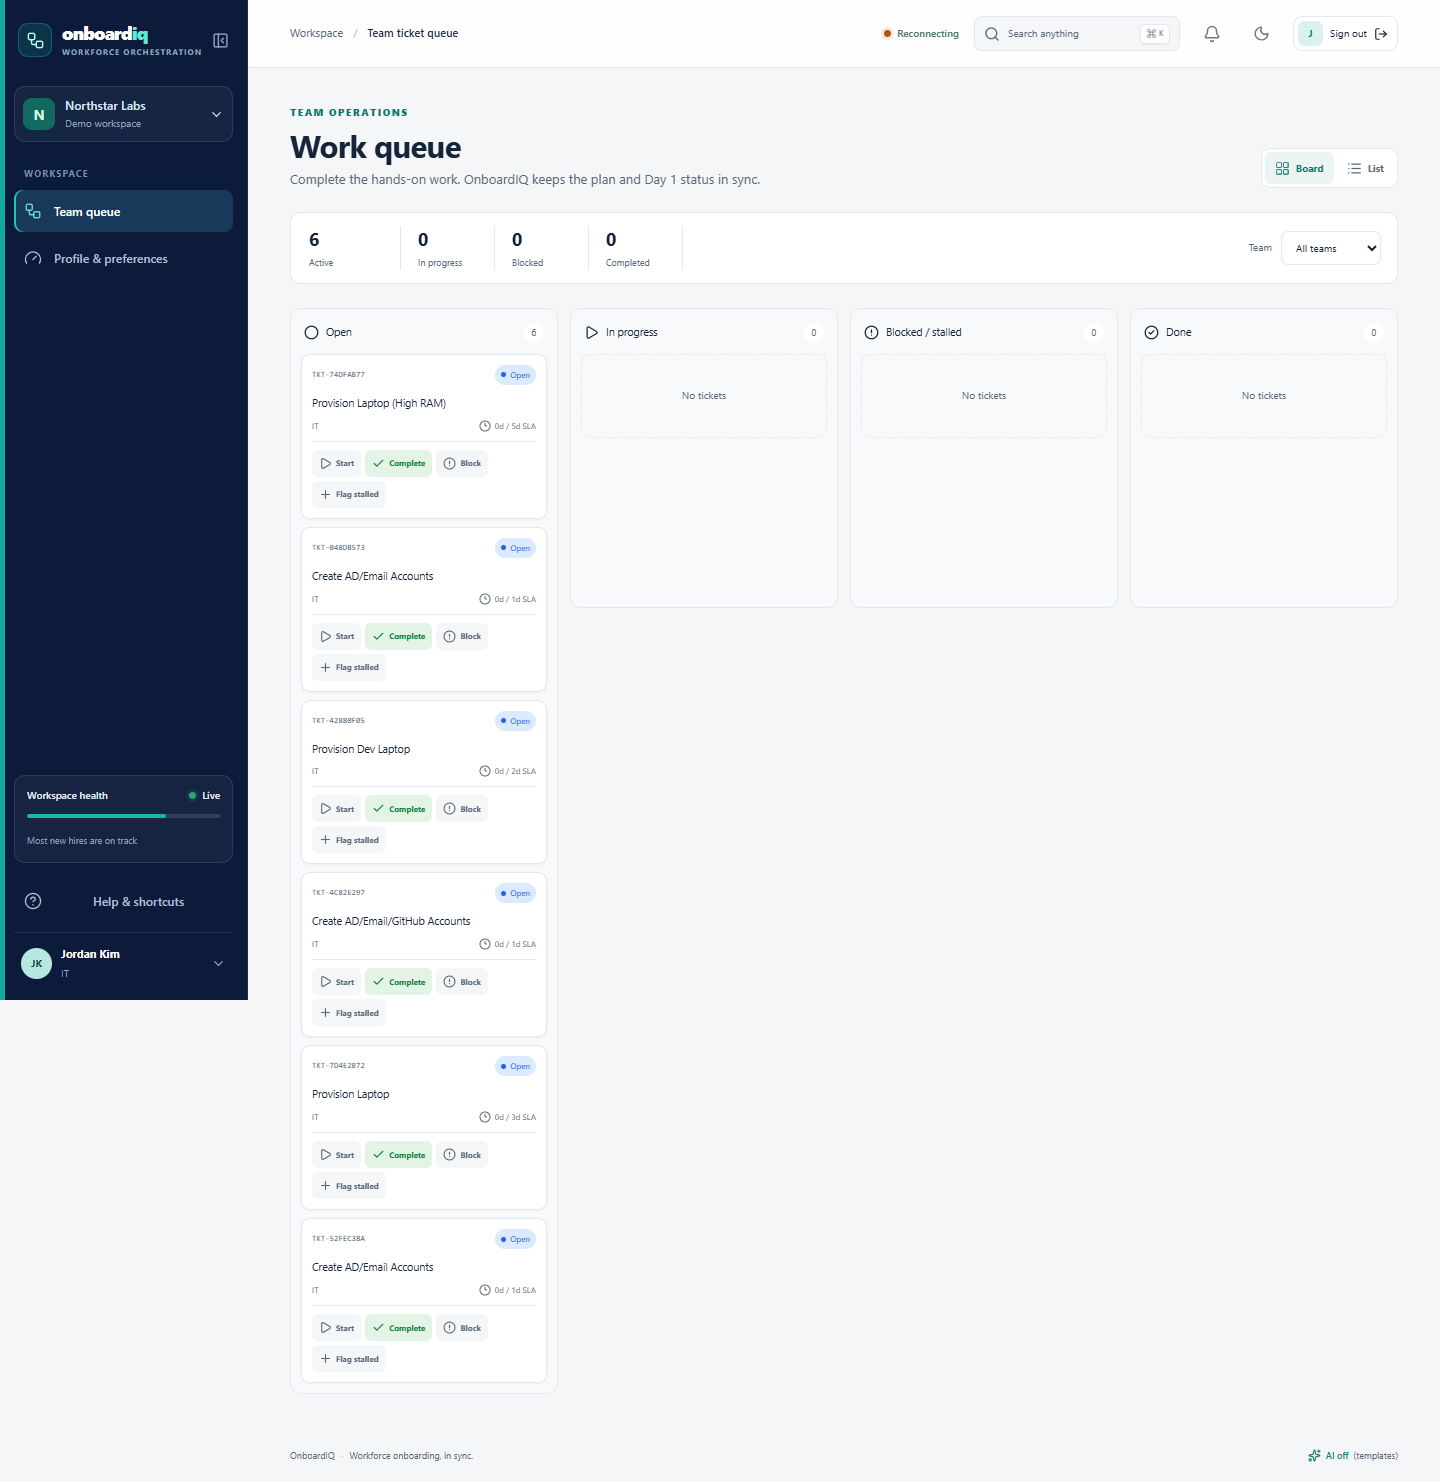 onboardiq
WORKFORCE ORCHESTRATION
N
Northstar Labs
Demo workspace
WORKSPACE
Team queue
Profile & preferences
Workspace health
Live
Most new hires are on track
Help & shortcuts
JK
Jordan Kim
IT
Workspace / Team ticket queue
Reconnecting
Search anything
⌘ K
J
Sign out
TEAM OPERATIONS
Work queue
Complete the hands-on work. OnboardIQ keeps the plan and Day 1 status in sync.
Board
List
6
Active
0
In progress
0
Blocked
0
Completed
Team
All teams
Open
6
TKT-74DFAB77
Open
Provision Laptop (High RAM)
IT
0d / 5d SLA
Start
Complete
Block
Flag stalled
TKT-048DB573
Open
Create AD/Email Accounts
IT
0d / 1d SLA
Start
Complete
Block
Flag stalled
TKT-42880F05
Open
Provision Dev Laptop
IT
0d / 2d SLA
Start
Complete
Block
Flag stalled
TKT-4C82E297
Open
Create AD/Email/GitHub Accounts
IT
0d / 1d SLA
Start
Complete
Block
Flag stalled
TKT-7D4E2B72
Open
Provision Laptop
IT
0d / 3d SLA
Start
Complete
Block
Flag stalled
TKT-52FEC38A
Open
Create AD/Email Accounts
IT
0d / 1d SLA
Start
Complete
Block
Flag stalled
In progress
0
No tickets
Blocked / stalled
0
No tickets
Done
0
No tickets
OnboardIQ · Workforce onboarding, in sync.
AI off (templates)